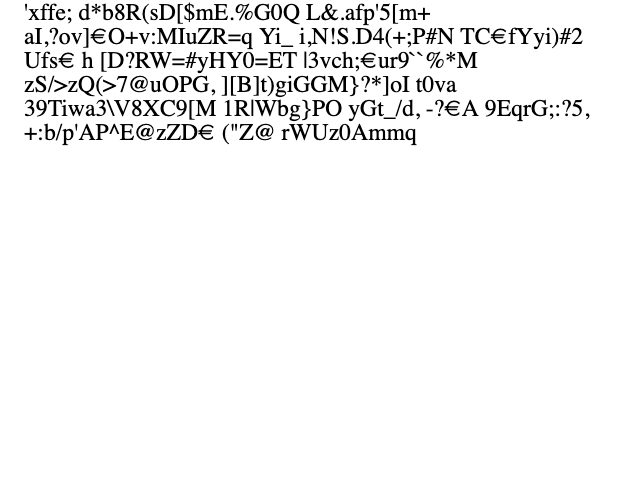 'xffe; d*b8R(sD[$mE.%G0Q L&.afp'5[m+
aI,?ov]€O+v:MIuZR=q Yi_ i,N!S.D4(+;P#N TC€fYyi)#2
Ufs€ h [D?RW=#yHY0=ET |3vch;€ur9``%*M
zS/>zQ(>7@uOPG, ][B]t)giGGM}?*]oI t0va
39Tiwa3\V8XC9[M 1R|Wbg}PO yGt_/d, -?€A 9EqrG;:?5,
+:b/p'AP^E@zZD€ ("Z@ rWUz0Ammq